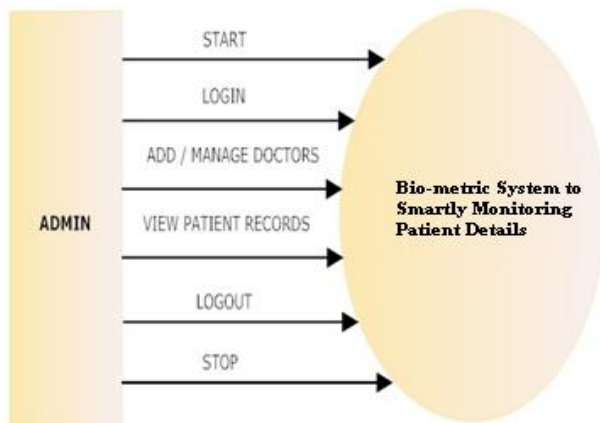 START
LOGIN
ADD / MANAGE DOCTORS
ADMIN
VIEW PATIENT RECORDS
LOGOUT
STOP
Bio-metric System to
Smartly Monitoring
Patient Details